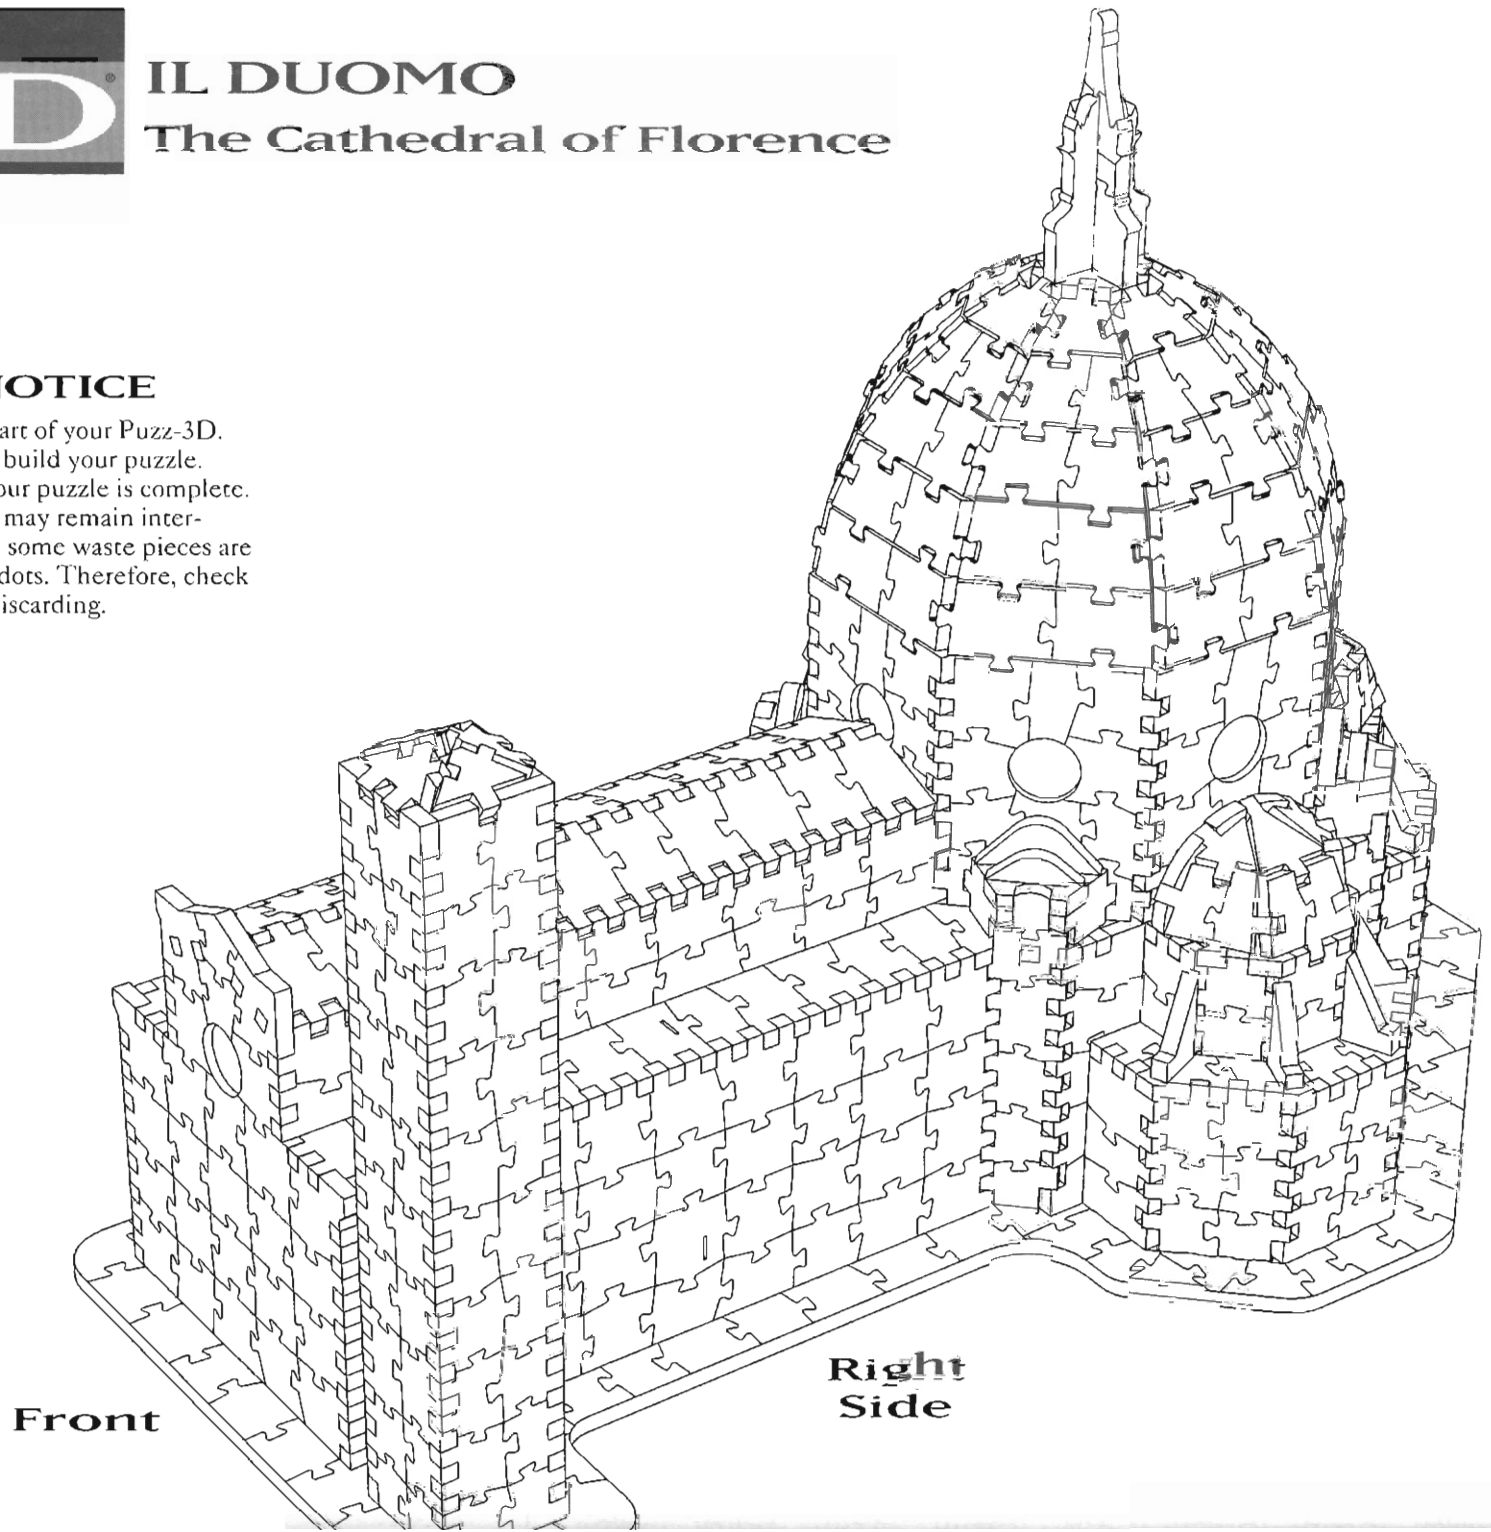 D®
IL DUOMO
The Cathedral of Florence
NOTICE
art of your Puzz-3D.
build your puzzle.
our puzzle is complete.
may remain inter-
some waste pieces are
dots. Therefore, check
iscarding.
Right
Side
Front